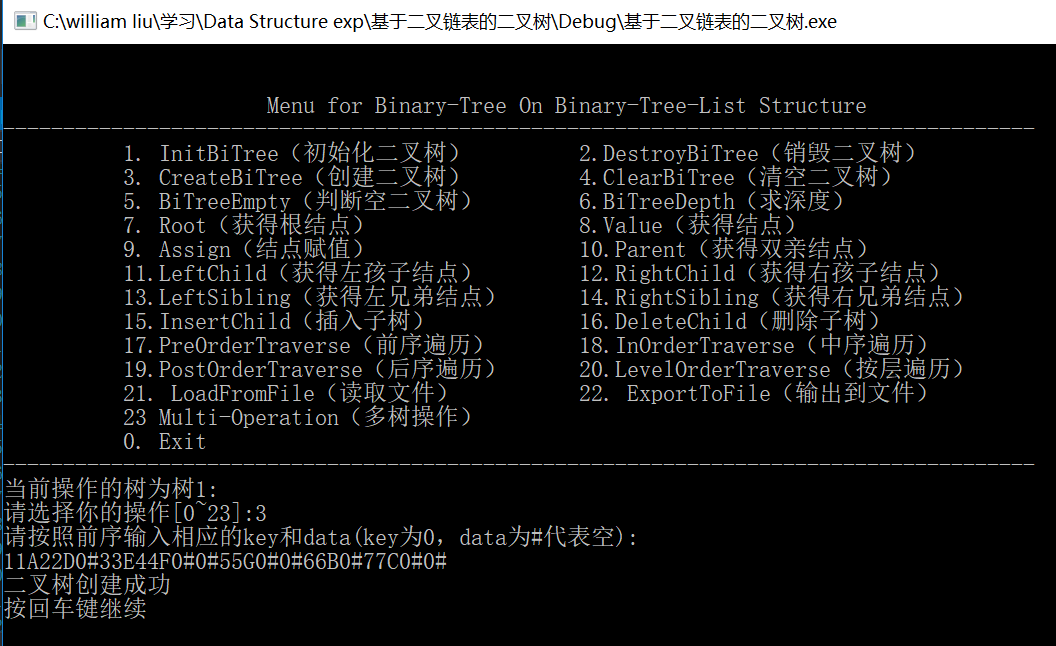 C:\william liu\学习\Data Structure exp\基于二叉链表的二叉树\Debug\基于二叉链表的二叉树.exe
Menu for Binary-Tree On Binary-Tree-List Structure
1. InitBiTree（初始化二叉树） 2.DestroyBiTree（销毁二叉树）
3. CreateBiTree（创建二叉树） 4.ClearBiTree（清空二叉树）
5. BiTreeEmpty（判断空二叉树） 6.BiTreeDepth（求深度）
7. Root（获得根结点） 8.Value（获得结点）
9. Assign（结点赋值） 10.Parent（获得双亲结点）
11.LeftChild（获得左孩子结点） 12.RightChild（获得右孩子结点）
13.LeftSibling（获得左兄弟结点） 14.RightSibling（获得右兄弟结点）
15.InsertChild（插入子树） 16.DeleteChild（删除子树）
17.PreOrderTraverse（前序遍历） 18.InOrderTraverse（中序遍历）
19.PostOrderTraverse（后序遍历） 20.LevelOrderTraverse（按层遍历）
21. LoadFromFile（读取文件） 22. ExportToFile（输出到文件）
23 Multi-Operation（多树操作）
0. Exit
当前操作的树为树1:
请选择你的操作[0~23]:3
请按照前序输入相应的key和data(key为0，data为#代表空):
11A22D0#33E44F0#0#55G0#0#66B0#77C0#0#
二叉树创建成功
按回车键继续